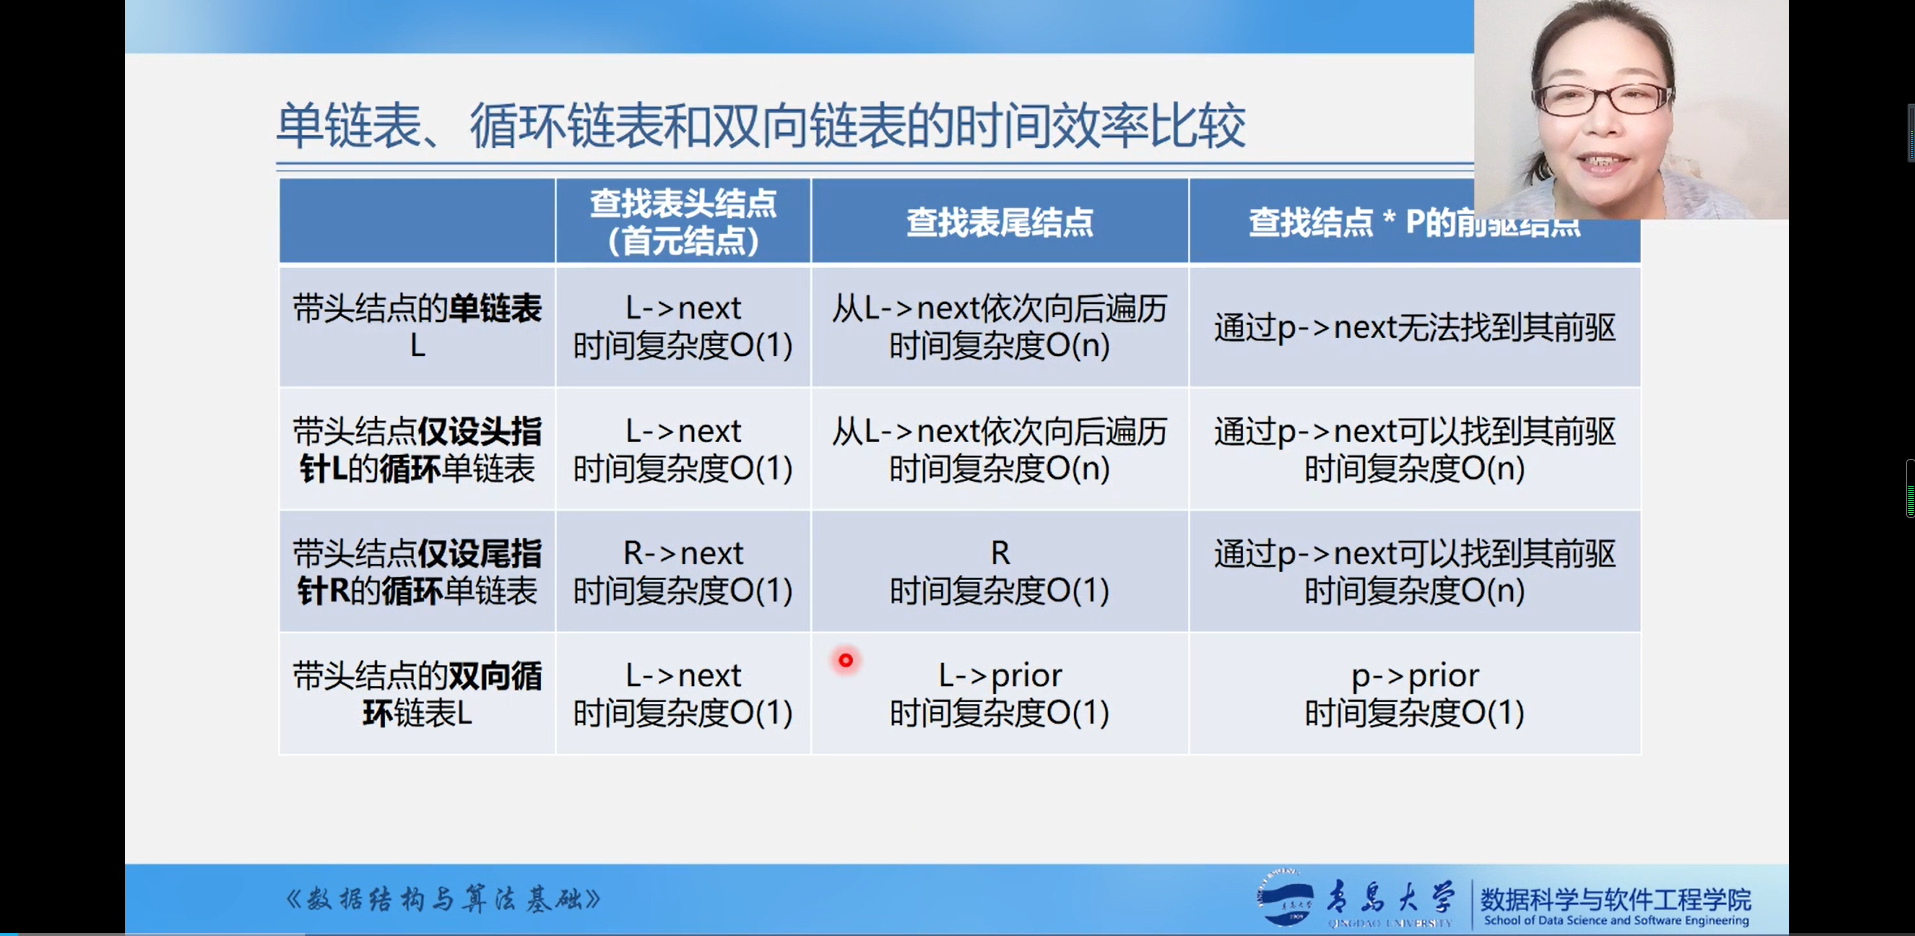 单链表、循环链表和双向链表的时间效率比较
查找表头结点
（首元结点）
查找表尾结点
查找结点 * P的前驱结点
带头结点的单链表
L
L->next
时间复杂度O(1)
从L->next依次向后遍历
时间复杂度O(n)
通过p->next无法找到其前驱
带头结点仅设头指
针L的循环单链表
L->next
时间复杂度O(1)
从L->next依次向后遍历
时间复杂度O(n)
通过p->next可以找到其前驱
时间复杂度O(n)
带头结点仅设尾指
针R的循环单链表
R->next
时间复杂度O(1)
R
时间复杂度O(1)
通过p->next可以找到其前驱
时间复杂度O(n)
带头结点的双向循
环链表L
L->next
时间复杂度O(1)
L->prior
时间复杂度O(1)
p->prior
时间复杂度O(1)
《数据结构与算法基础》
青岛大学
QINGDAO UNIVERSITY
数据科学与软件工程学院
School of Data Science and Software Engineering